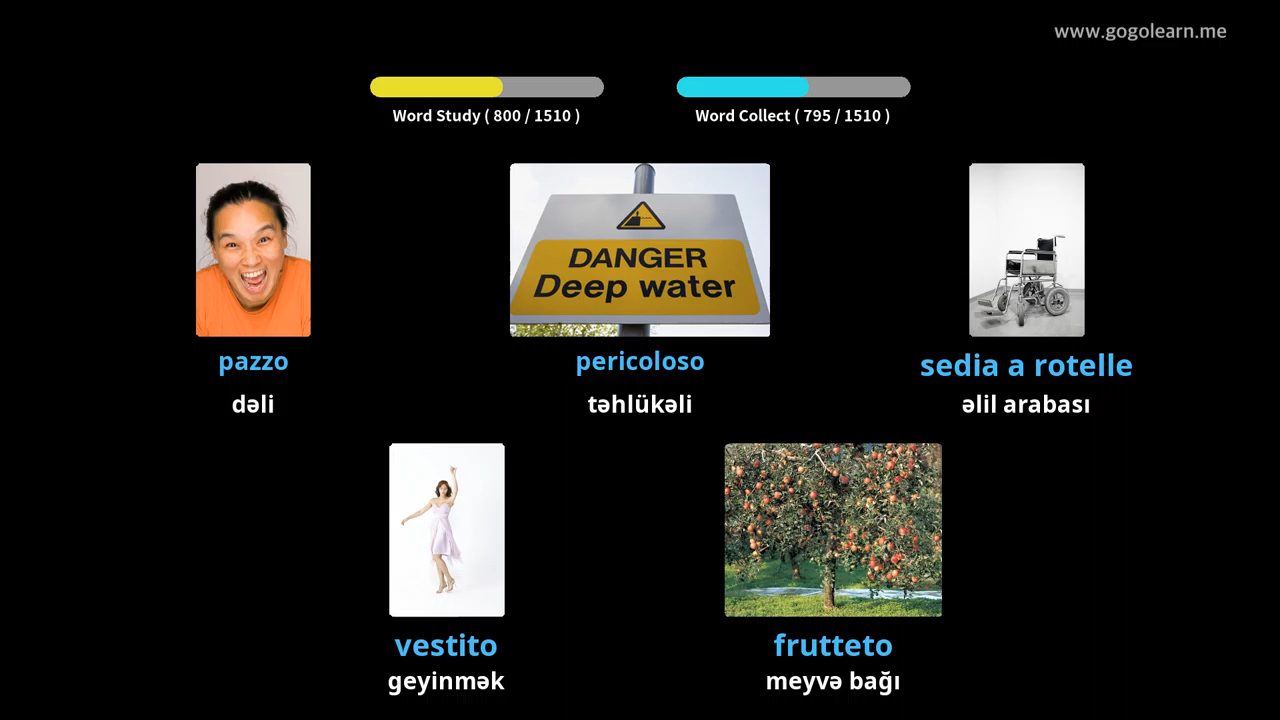 www.gogolearn.me
Word Study ( 800 / 1510 )
Word Collect ( 795 / 1510 )
DANGER
Deep water
pazzo
dəli
pericoloso
təhlükəli
sedia a rotelle
əlil arabası
vestito
geyinmək
frutteto
meyvə bağı